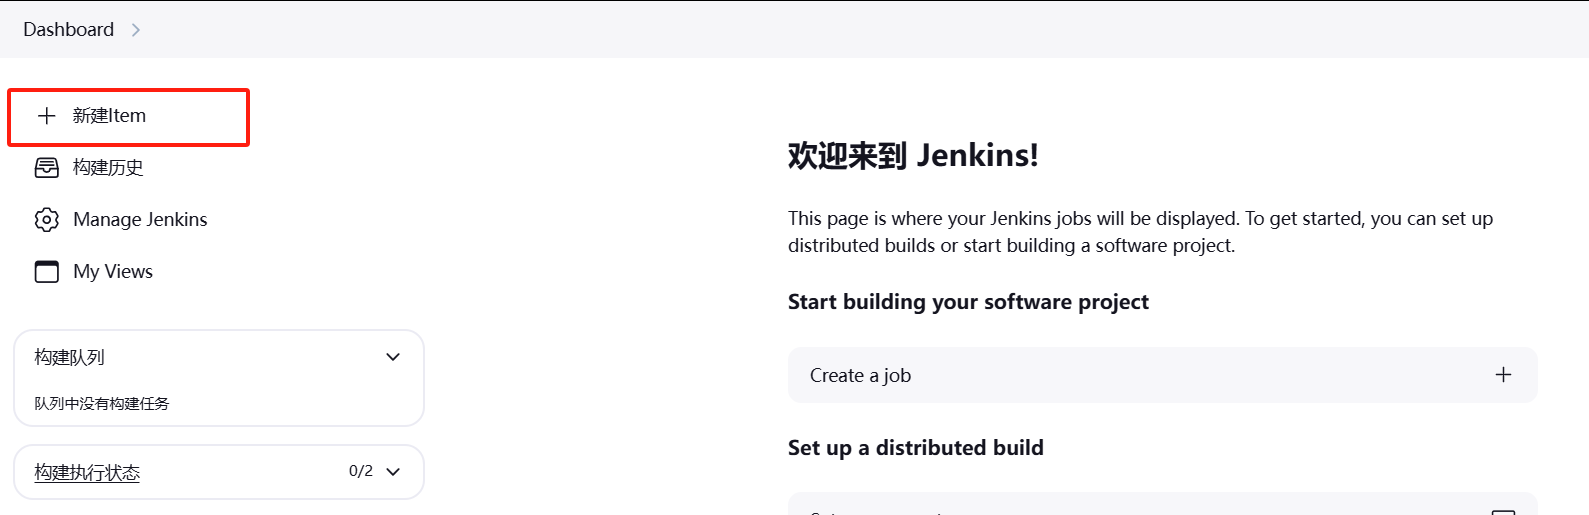 Dashboard
新建Item
构建历史
Manage Jenkins
My Views
构建队列
队列中没有构建任务
构建执行状态
0/2
欢迎来到 Jenkins!
This page is where your Jenkins jobs will be displayed. To get started, you can set up
distributed builds or start building a software project.
Start building your software project
Create a job
Set up a distributed build